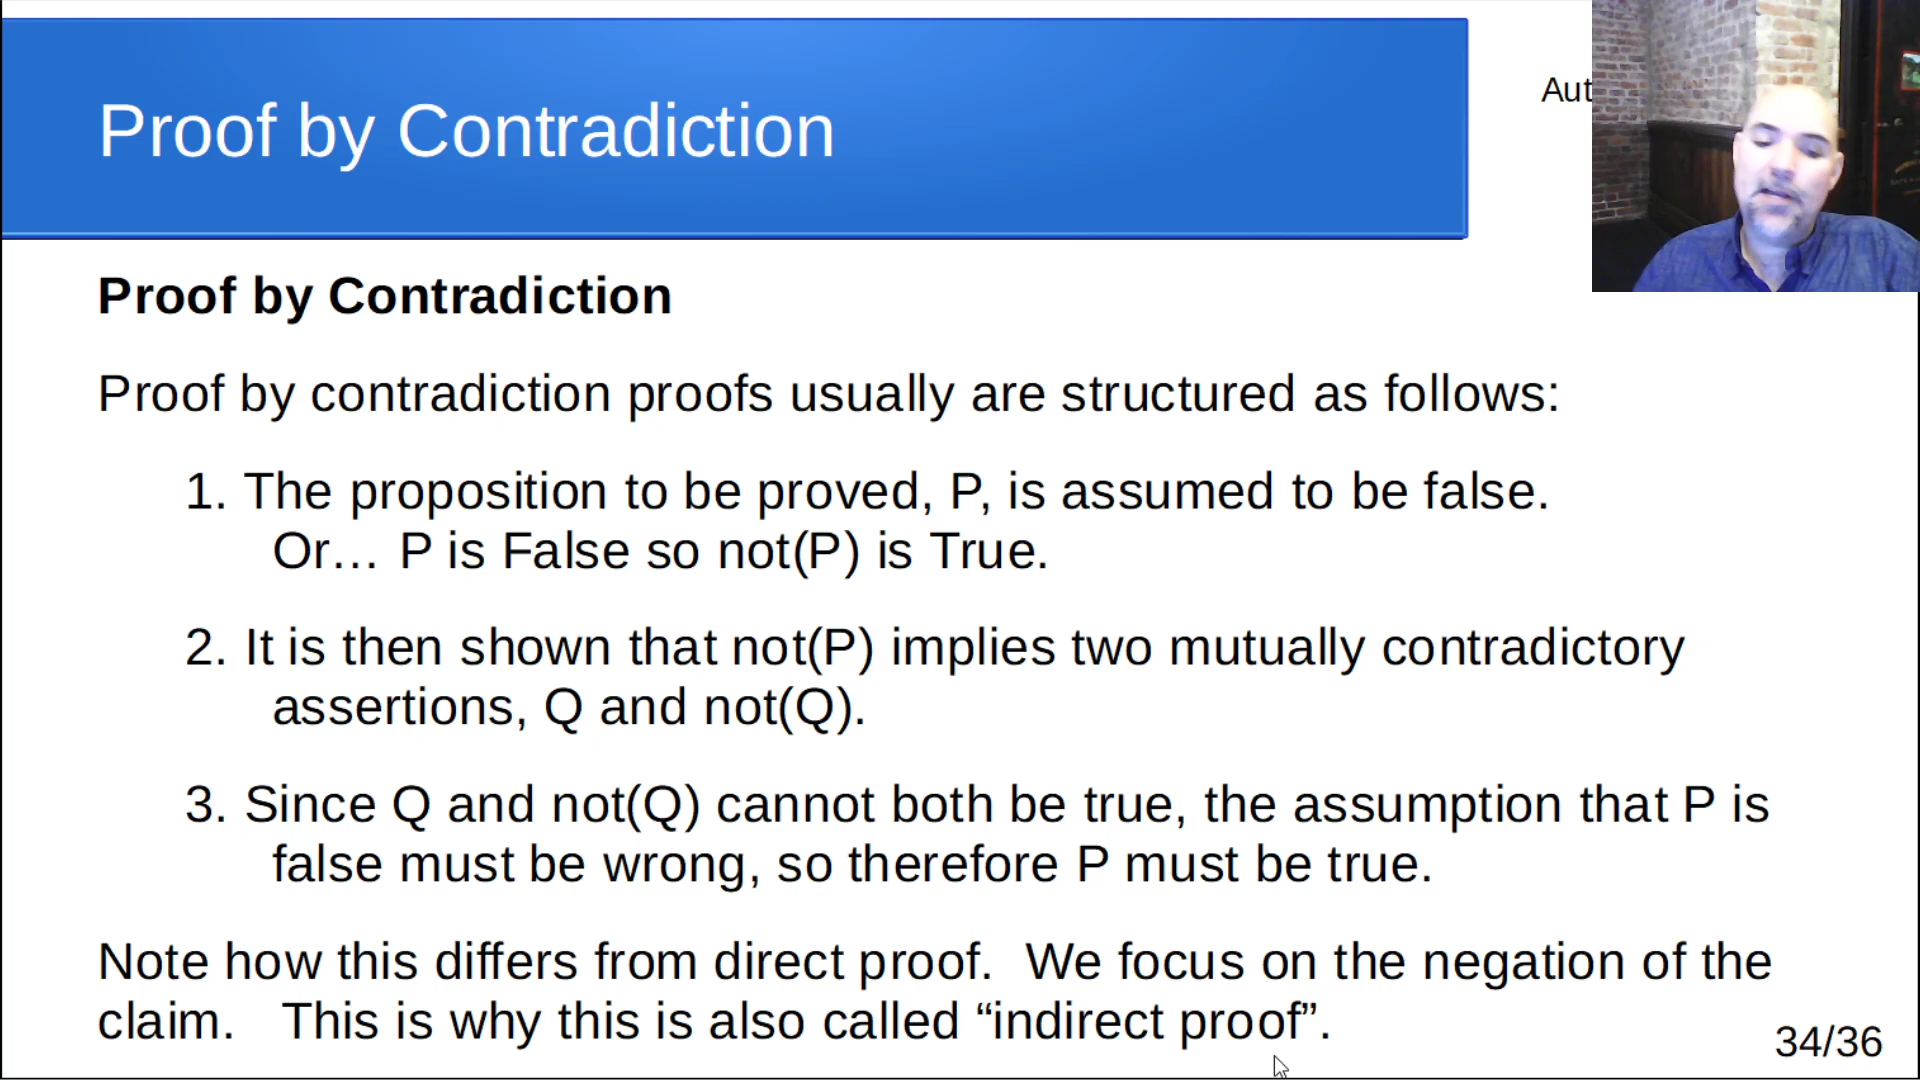 Proof by Contradiction
Aut
Proof by Contradiction
Proof by contradiction proofs usually are structured as follows:
1. The proposition to be proved, P, is assumed to be false.
Or… P is False so not(P) is True.
2. It is then shown that not(P) implies two mutually contradictory
assertions, Q and not(Q).
3. Since Q and not(Q) cannot both be true, the assumption that P is
false must be wrong, so therefore P must be true.
Note how this differs from direct proof. We focus on the negation of the
claim. This is why this is also called “indirect proof”.
34/36